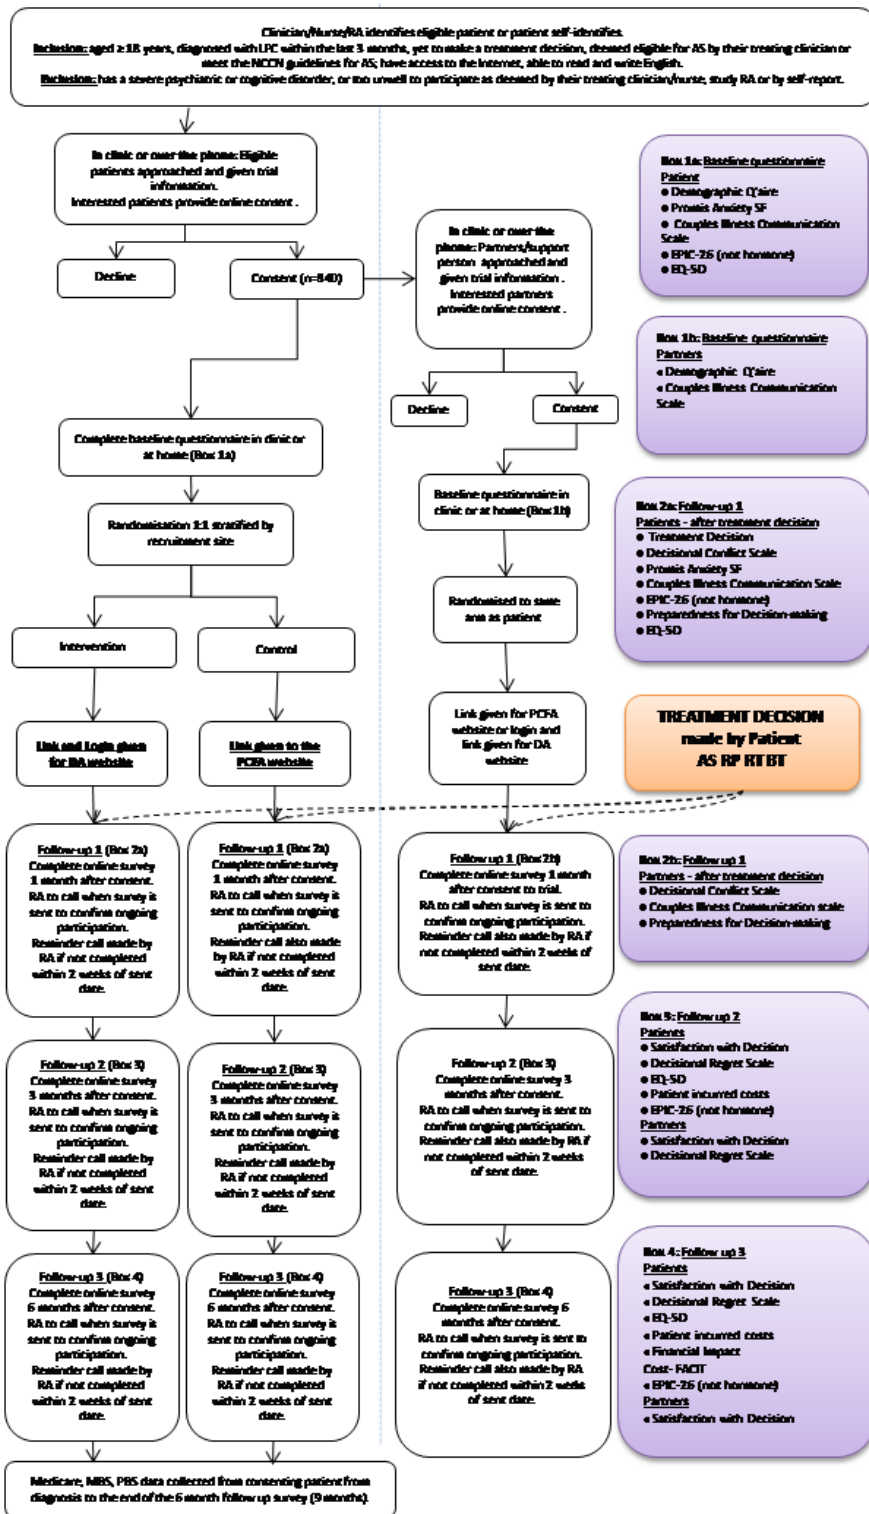 Clinician/Nurse/RA identifies eligible patient or patient self-identifies.
Inclusion: aged ≥ 18 years, diagnosed with LPC within the last 3-months, yet to make a treatment decision, deemed eligible for AS by their treating clinician or
meet the NCCN guidelines for AS; have access to the Internet, able to read and write English.
Exclusion: has a severe psychiatric or cognitive disorder, or too unwell to participate as deemed by their treating clinician/nurse, study RA or by self-report.
In clinic or over the phone: Eligible
patients approached and given trial
information.
Interested patients provide online consent .
Decline
Consent (n=840)
In clinic or over the
phone: Partners/support
person approached and
given trial information .
Interested partners
provide online consent .
Decline
Consent
Complete baseline questionnaire in clinic or
at home (Box 1a)
Baseline questionnaire in
clinic or at home (Box 1b)
Randomisation 1:1 stratified by
recruitment site
Randomised to same
arm as patient
Intervention
Control
Link and Login given
for DA website
Link given to the
PCFA website
Link given for PCFA
website or login and
link given for DA
website
Follow-up 1 (Box 2a)
Complete online survey
1 month after consent.
RA to call when survey is
sent to confirm ongoing
participation.
Reminder call made by
RA if not completed
within 2 weeks of sent
date.
Follow-up 1 (Box 2a)
Complete online survey
1 month after consent.
RA to call when survey is
sent to confirm ongoing
participation.
Reminder call also made
by RA if not completed
within 2 weeks of sent
date.
Follow up 1 (Box 2b)
Complete online survey 1 month
after consent to trial.
RA to call when survey is sent to
confirm ongoing participation.
Reminder call also made by RA if
not completed within 2 weeks of
sent date.
Follow-up 2 (Box 3)
Complete online survey
3 months after consent.
RA to call when survey is
sent to confirm ongoing
participation.
Reminder call made by
RA if not completed
within 2 weeks of sent
date.
Follow-up 2 (Box 3)
Complete online survey
3 months after consent.
RA to call when survey is
sent to confirm ongoing
participation.
Reminder call made by
RA if not completed
within 2 weeks of sent
date.
Follow-up 2 (Box 3)
Complete online survey 3
months after consent.
RA to call when survey is sent to
confirm ongoing participation.
Reminder call also made by RA if
not completed within 2 weeks of
sent date.
Follow-up 3 (Box 4)
Complete online survey
6 months after consent.
RA to call when survey is
sent to confirm ongoing
participation.
Reminder call made by
RA if not completed
within 2 weeks of sent
date.
Follow-up 3 (Box 4)
Complete online survey
6 months after consent.
RA to call when survey is
sent to confirm ongoing
participation.
Reminder call made by
RA if not completed
within 2 weeks of sent
date.
Follow-up 3 (Box 4)
Complete online survey 6
months after consent.
RA to call when survey is sent to
confirm ongoing participation.
Reminder call also made by RA
if not completed within 2 weks
of sent date.
Medicare, MBS, PBS data collected from consenting patient from
diagnosis to the end of the 6 month follow up survey (9 months).
Box 1a: Baseline questionnaire
Patient
● Demographic Q'aire
● Promis Anxiety SF
● Couples Illness Communication
Scale
● EPIC-26 (not hormone)
● EQ-5D
Box 1b: Baseline questionnaire
Partners
● Demographic Q'aire
● Couples Illness Communication
Scale
Box 2a: Follow-up 1
Patients - after treatment decision
● Treatment Decision
● Decisional Conflict Scale
● Promis Anxiety SF
● Couples Illness Communication Scale
● EPIC-26 (not hormone)
● Preparedness for Decision-making
● EQ-5D
TREATMENT DECISION
made by Patient
AS RP RT BT
Box 2b: Follow up 1
Partners - after treatment decision
● Decisional Conflict Scale
● Couples Illness Communication scale
● Preparedness for Decision-making
Box 3: Follow up 2
Patients
● Satisfaction with Decision
● Decisional Regret Scale
● EQ-5D
● Patient incurred costs
● EPIC-26 (not hormone)
Partners
● Satisfaction with Decision
● Decisional Regret Scale
Box 4: Follow up 3
Patients
● Satisfaction with Decision
● Decisional Regret Scale
● EQ-5D
● Patient incurred costs
● Financial Impact
Cost- FACIT
● EPIC-26 (not hormone)
Partners
● Satisfaction with Decision